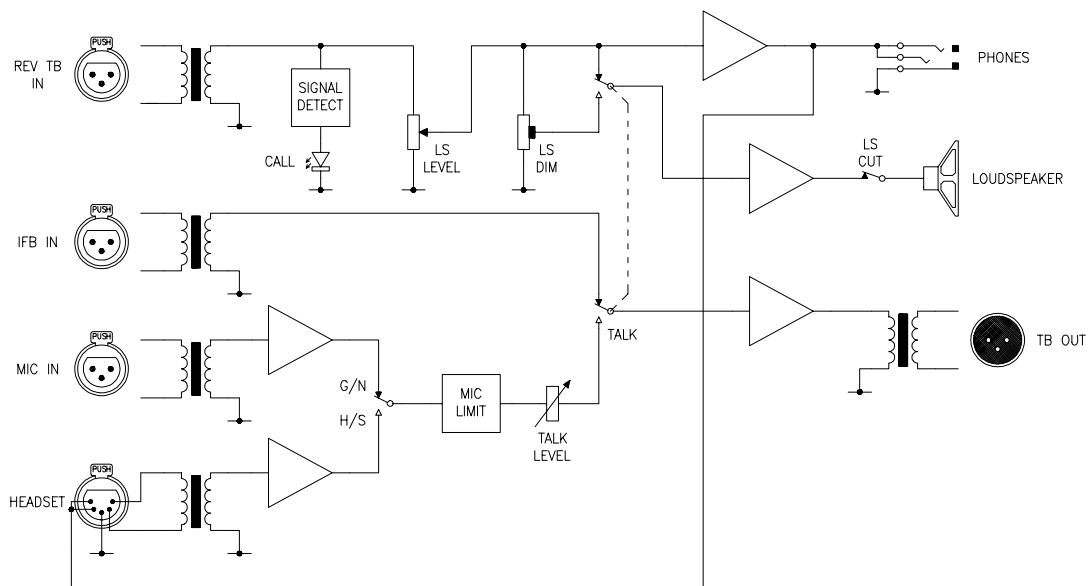 PUSH
REV TB
IN
SIGNAL
DETECT
CALL
LS
LEVEL
LS
DIM
PHONES
LS
CUT
LOUDSPEAKER
PUSH
IFB IN
PUSH
MIC IN
G/N
H/S
MIC
LIMIT
TALK
LEVEL
TALK
TB OUT
PUSH
HEADSET